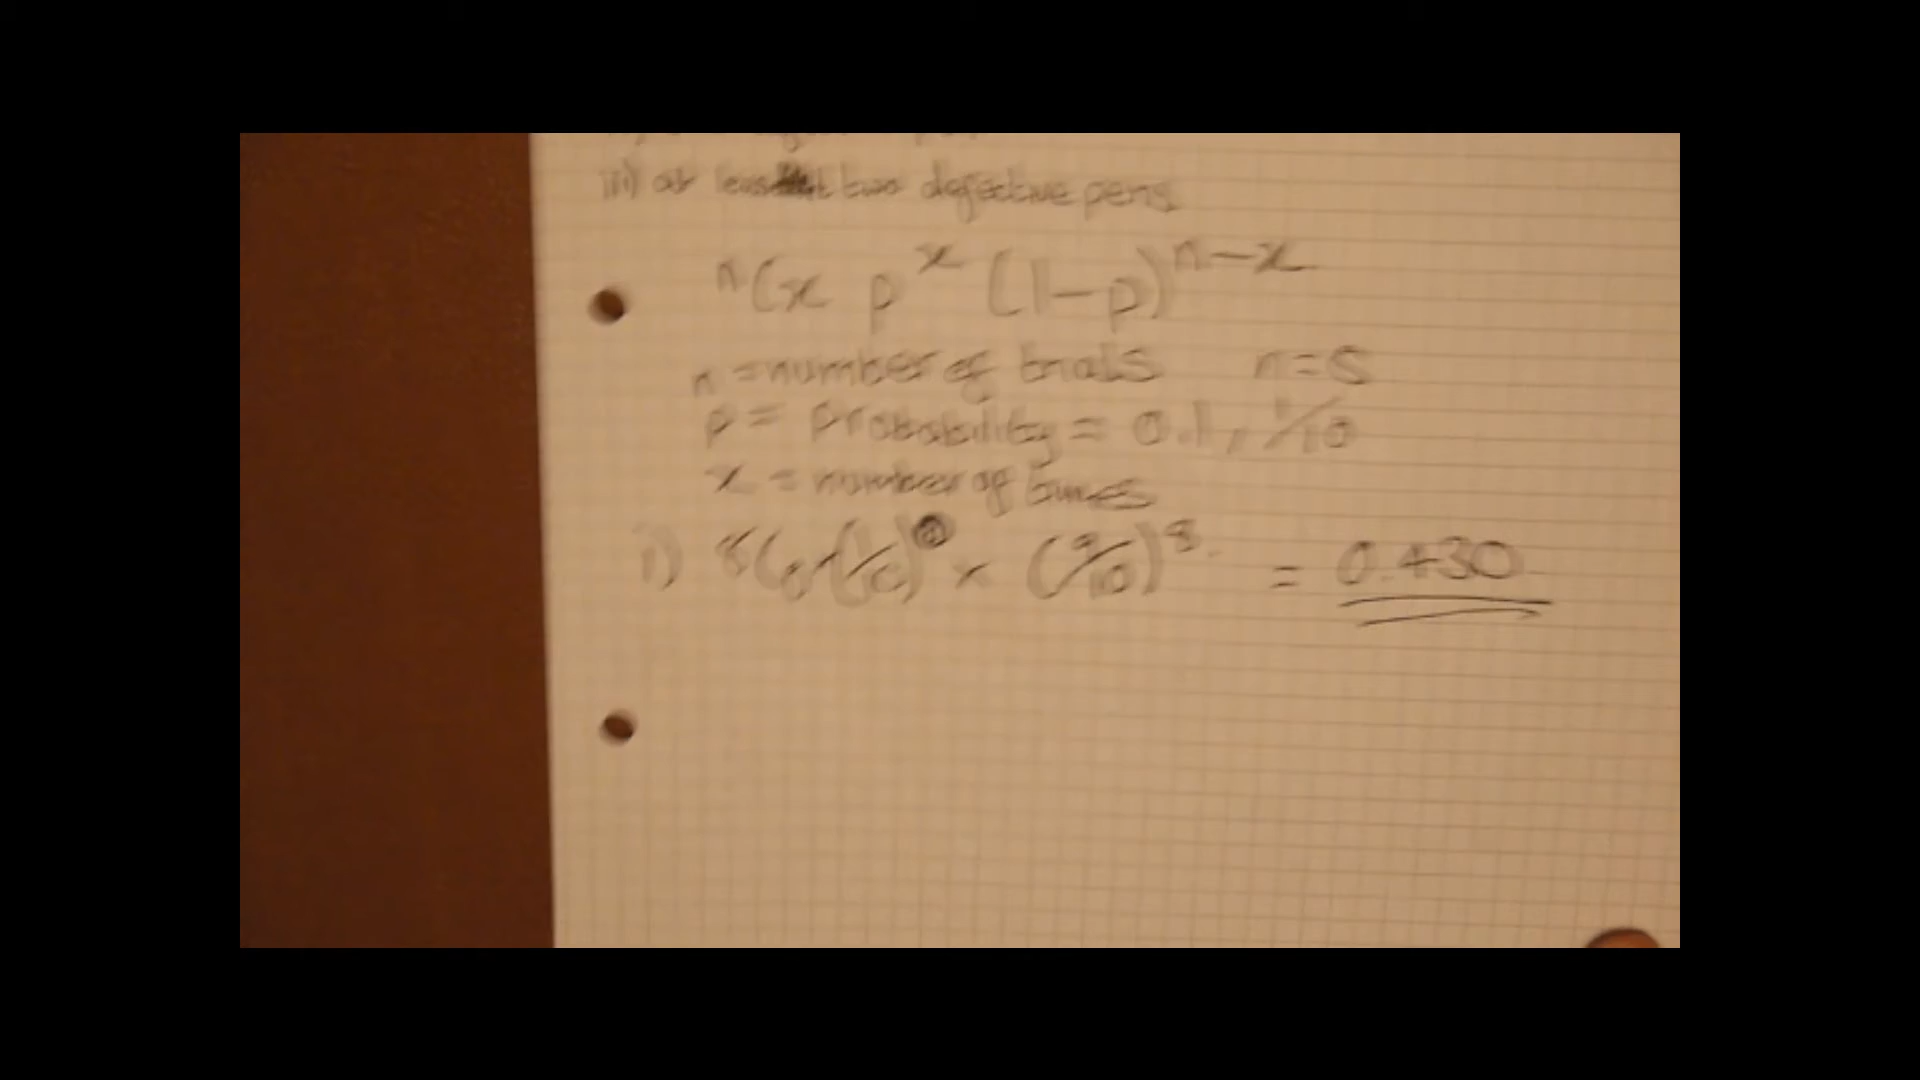 iii) at least two defective pens
nCx p^x (1-p)^n-x
n = number of trials n=8
p = probability = 0.1, 1/10
x = number of times
i) 8C0 (1/10)^0 × (9/10)^8. = 0.430